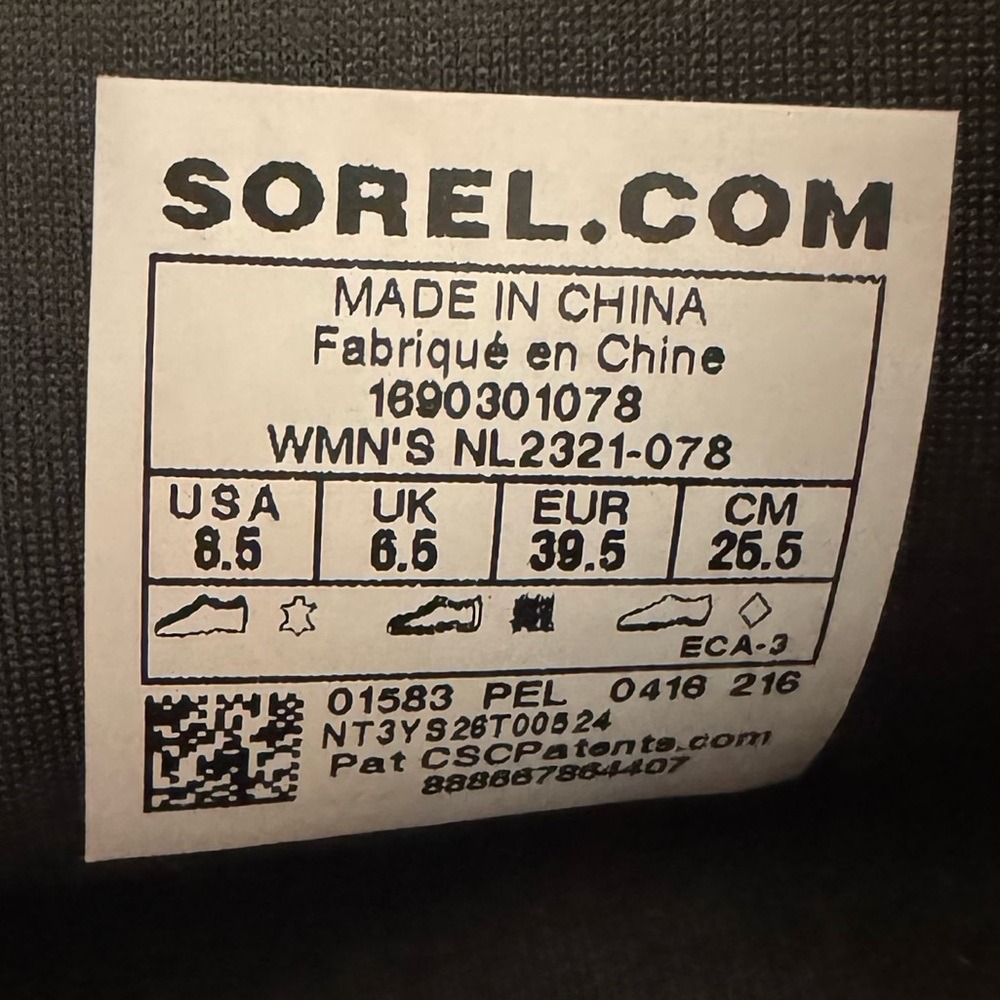 SOREL.COM
MADE IN CHINA
Fabriqué en Chine
1690301078
WMN'S NL2321-078
USA UK EUR CM
8.5 6.5 39.5 25.5
ECA-3
01583 PEL 0416 216
NT3YS26T00524
Pat CSCPatents.com
888667864407